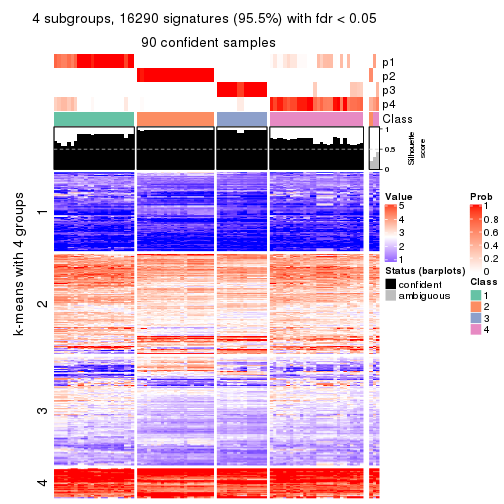 4 subgroups, 16290 signatures (95.5%) with fdr < 0.05
90 confident samples
p1
p2
p3
p4
Class
1
0.5
0
Silhouette
score
k-means with 4 groups
1
2
3
4
Value
5
4
3
2
1
Status (barplots)
confident
ambiguous
Prob
1
0.8
0.6
0.4
0.2
0
Class
1
2
3
4